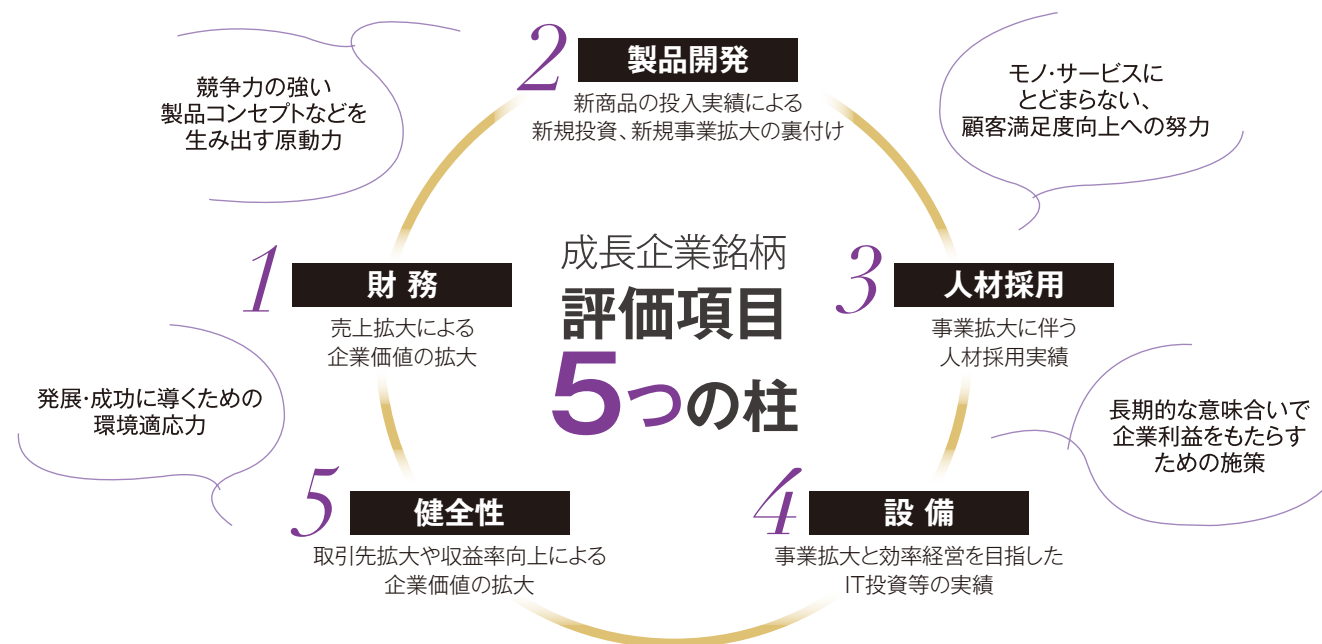 成長企業銘柄
評価項目
5つの柱
1
財務
売上拡大による
企業価値の拡大
2
製品開発
新商品の投入実績による
新規投資、新規事業拡大の裏付け
3
人材採用
事業拡大に伴う
人材採用実績
4
設備
事業拡大と効率経営を目指した
IT投資等の実績
5
健全性
取引先拡大や収益率向上による
企業価値の拡大
競争力の強い
製品コンセプトなどを
生み出す原動力
モノ・サービスに
とどまらない、
顧客満足度向上への努力
発展・成功に導くための
環境適応力
長期的な意味合いで
企業利益をもたらす
ための施策